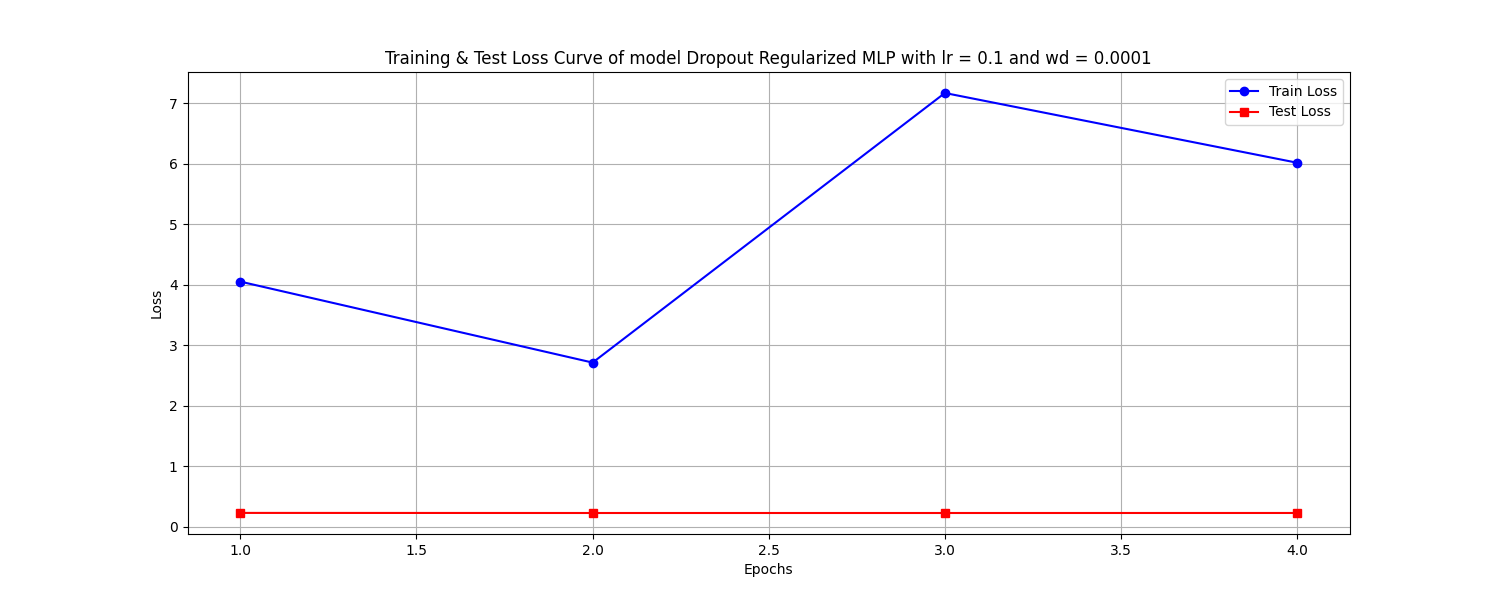 Training & Test Loss Curve of model Dropout Regularized MLP with lr = 0.1 and wd = 0.0001
Train Loss
Test Loss
7
6
5
4
3
2
1
0
Loss
1.0 1.5 2.0 2.5 3.0 3.5 4.0
Epochs